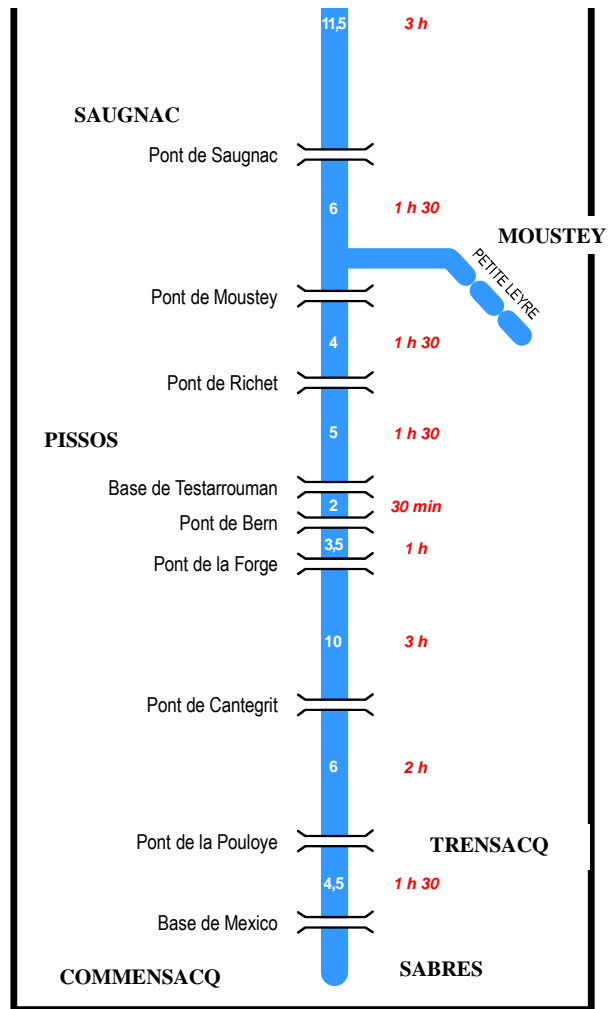 11,5 3 h
SAUGNAC
Pont de Saugnac
6 1 h 30
MOUSTEY
PETITE LEYRE
Pont de Moustey
4 1 h 30
Pont de Richet
5 1 h 30
PISSOS
Base de Testarrouman
2 30 min
Pont de Bern
3,5 1 h
Pont de la Forge
10 3 h
Pont de Cantegrit
6 2 h
Pont de la Pouloye
TRENSACQ
4,5 1 h 30
Base de Mexico
SABRES
COMMENSACQ